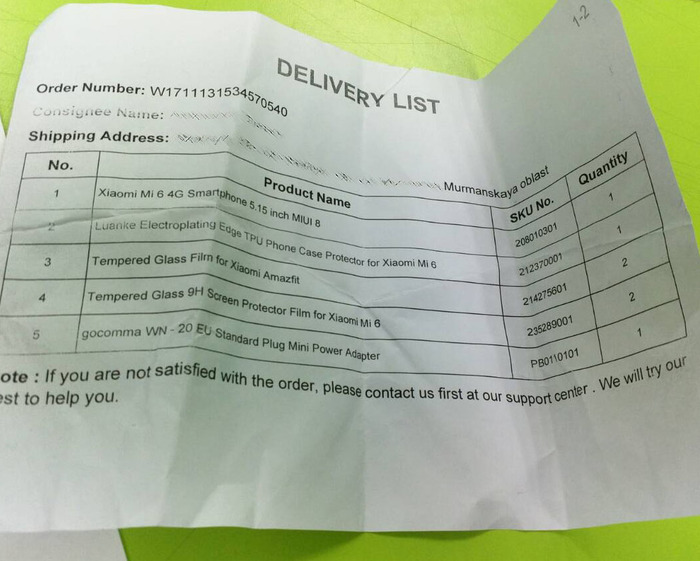 1-2
DELIVERY LIST
Order Number: W1711131534570540
Consignee Name:
Shipping Address: Murmanskaya oblast
No. Product Name SKU No. Quantity
1 Xiaomi Mi 6 4G Smartphone 5.15 inch MIUI 8 208010301 1
2 Luanke Electroplating Edge TPU Phone Case Protector for Xiaomi Mi 6 212370001 1
3 Tempered Glass Film for Xiaomi Amazfit 214275601 2
4 Tempered Glass 9H Screen Protector Film for Xiaomi Mi 6 235289001 2
5 gocomma WN - 20 EU Standard Plug Mini Power Adapter PB0110101 1
ote : If you are not satisfied with the order, please contact us first at our support center . We will try our
est to help you.